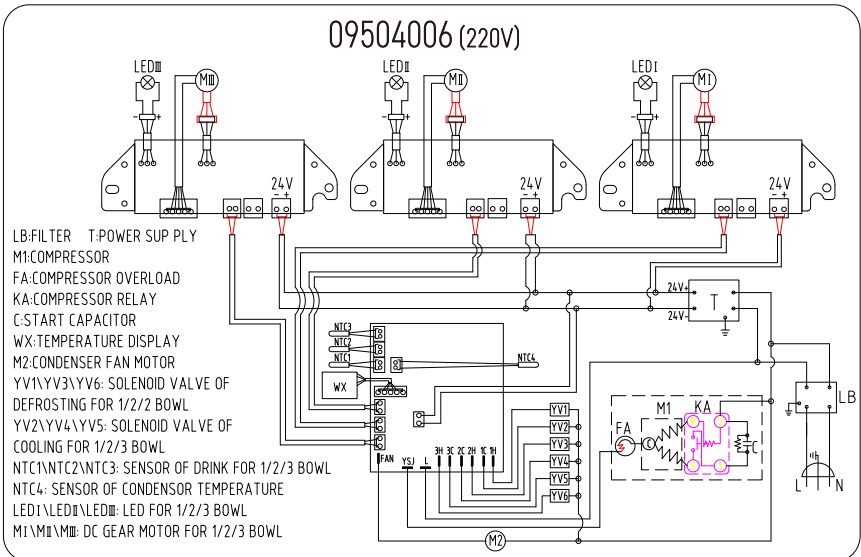 09504006 (220V)
LEDⅢ MⅢ LEDⅡ MⅡ LEDⅠ MⅠ
- + - + - +
24V 24V 24V
- + - + - +
LB:FILTER T:POWER SUP PLY
M1:COMPRESSOR
FA:COMPRESSOR OVERLOAD
KA:COMPRESSOR RELAY
C:START CAPACITOR
WX:TEMPERATURE DISPLAY
M2:CONDENSER FAN MOTOR
YV1\YV3\YV6: SOLENOID VALVE OF
DEFROSTING FOR 1/2/2 BOWL
YV2\YV4\YV5: SOLENOID VALVE OF
COOLING FOR 1/2/3 BOWL
NTC1\NTC2\NTC3: SENSOR OF DRINK FOR 1/2/3 BOWL
NTC4: SENSOR OF CONDENSOR TEMPERATURE
LEDⅠ\LEDⅡ\LEDⅢ: LED FOR 1/2/3 BOWL
MⅠ\MⅡ\MⅢ: DC GEAR MOTOR FOR 1/2/3 BOWL
24V+
T
24V-
NTC3
NTC2
NTC1
NTC4
WX
FAN YSJ L 3H 3C 2C 2H 1C 1H
YV1
YV2
YV3
YV4
YV5
YV6
M2
FA M1 KA
C C
LB
L N